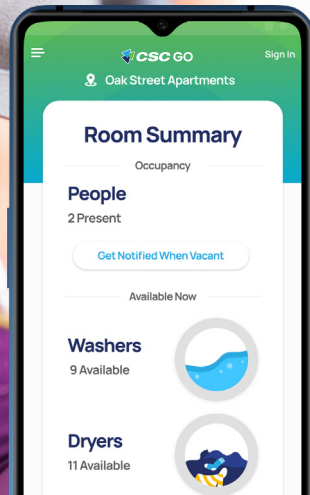 CSC GO
Sign In
Oak Street Apartments
Room Summary
Occupancy
People
2 Present
Get Notified When Vacant
Available Now
Washers
9 Available
Dryers
11 Available